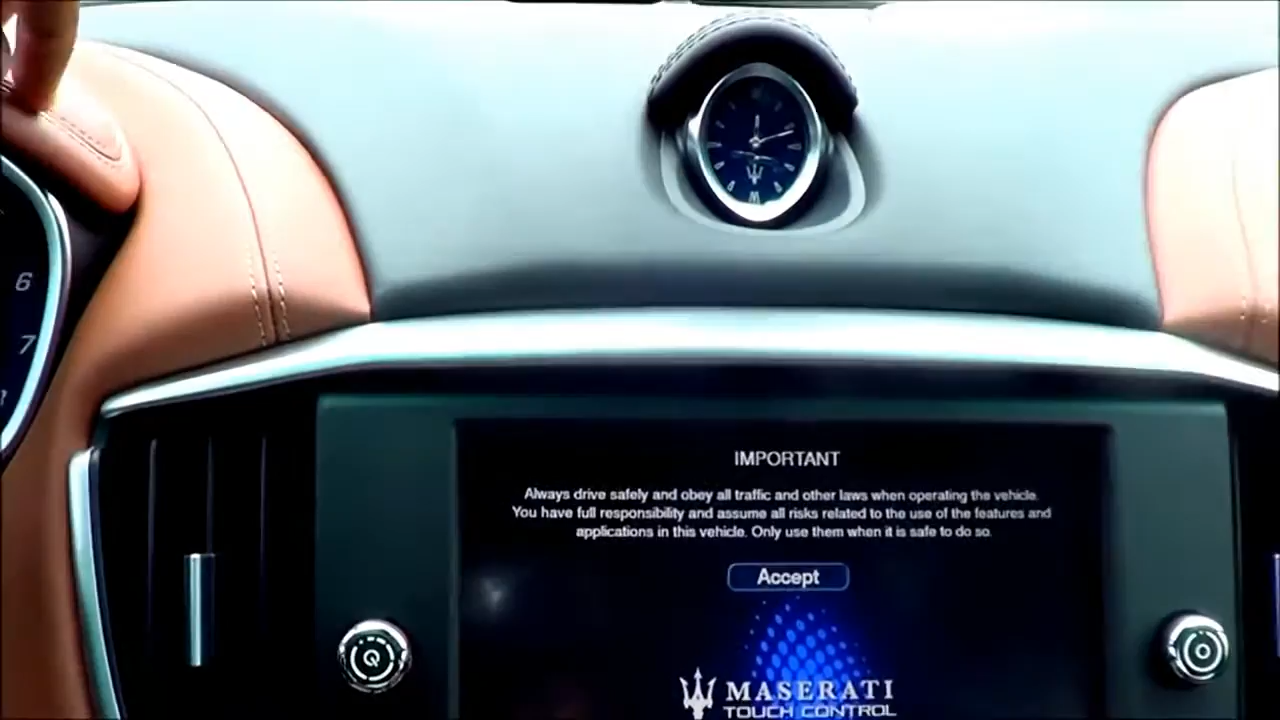 6
7
IMPORTANT
Always drive safely and obey all traffic and other laws when operating the vehicle.
You have full responsibility and assume all risks related to the use of the features and
applications in this vehicle. Only use them when it is safe to do so.
Accept
MASERATI
TOUCH CONTROL